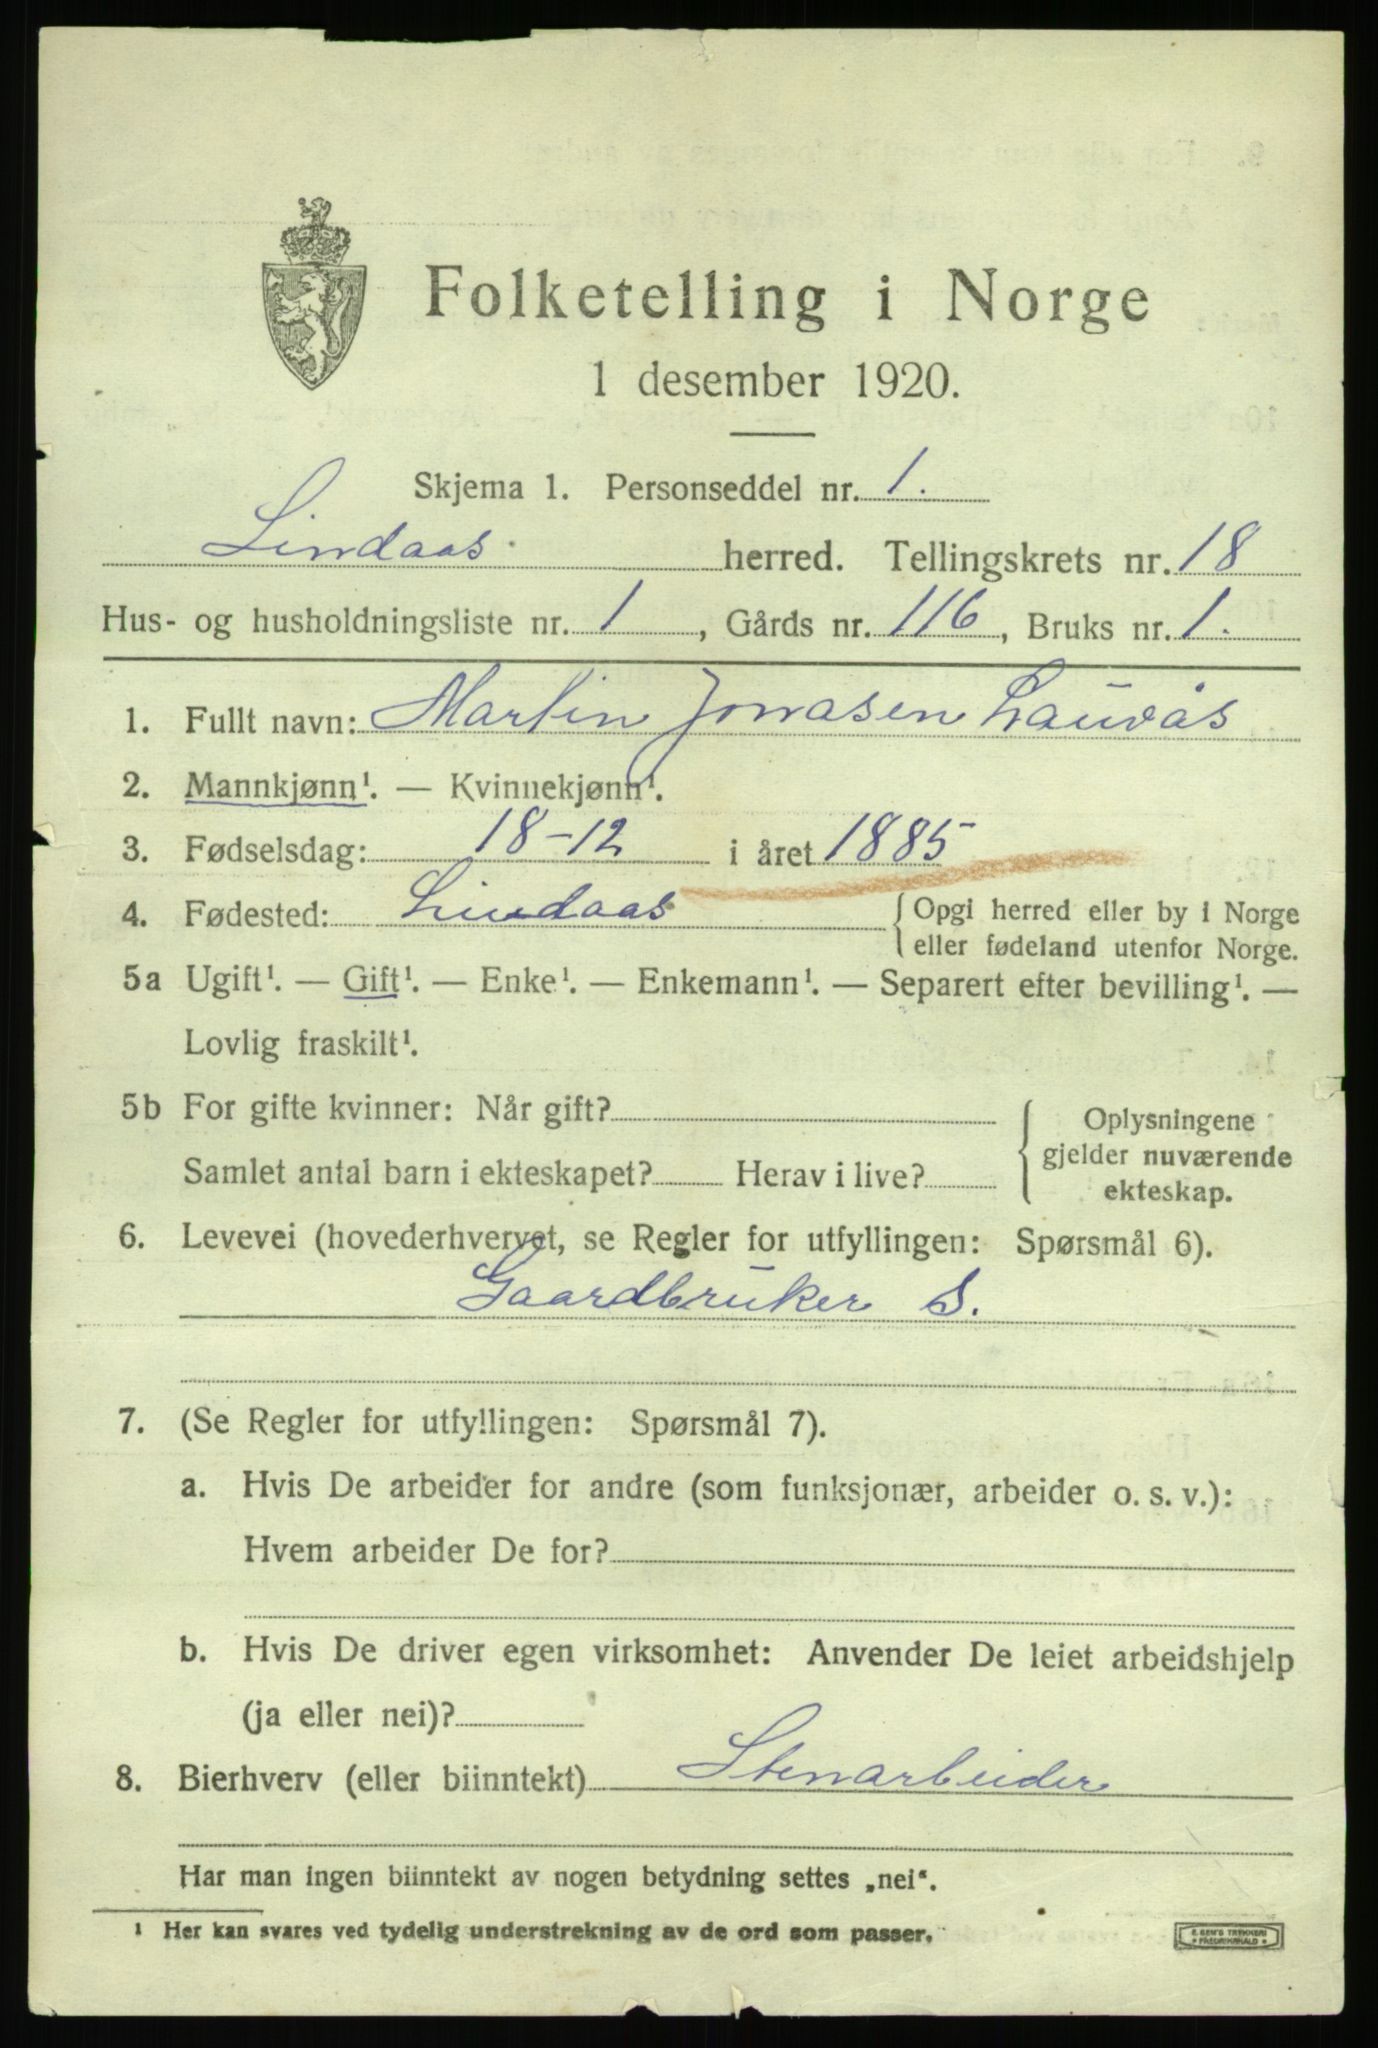 Folketelling i Norge
1 desember 1920.
Skjema 1. Personseddel nr. 1.
Lindaas herred. Tellingskrets nr. 18
Hus- og husholdningsliste nr. 1, Gårds nr. 116, Bruks nr. 1.
1. Fullt navn: Martin Jonasen Lauvås
2. Mannkjønn¹. — Kvinnekjønn¹.
3. Fødselsdag: 18-12 i året 1885
4. Fødested: Lindaas { Opgi herred eller by i Norge
eller fødeland utenfor Norge.
5a Ugift¹. — Gift¹. — Enke¹. — Enkemann¹. — Separert efter bevilling¹. —
Lovlig fraskilt¹.
5b For gifte kvinner: Når gift?
Samlet antal barn i ekteskapet? Herav i live?
{ Oplysningene
gjelder nuværende
ekteskap.
6. Levevei (hovederhvervet, se Regler for utfyllingen: Spørsmål 6).
Gaardbruker S.
7. (Se Regler for utfyllingen: Spørsmål 7).
a. Hvis De arbeider for andre (som funksjonær, arbeider o. s. v.):
Hvem arbeider De for?
b. Hvis De driver egen virksomhet: Anvender De leiet arbeidshjelp
(ja eller nei)?
8. Bierhverv (eller biinntekt) Stenarbeider
Har man ingen biinntekt av nogen betydning settes „nei“.
¹ Her kan svares ved tydelig understrekning av de ord som passer.
E. SEM'S TRYKKERI
FREDRIKSHALD